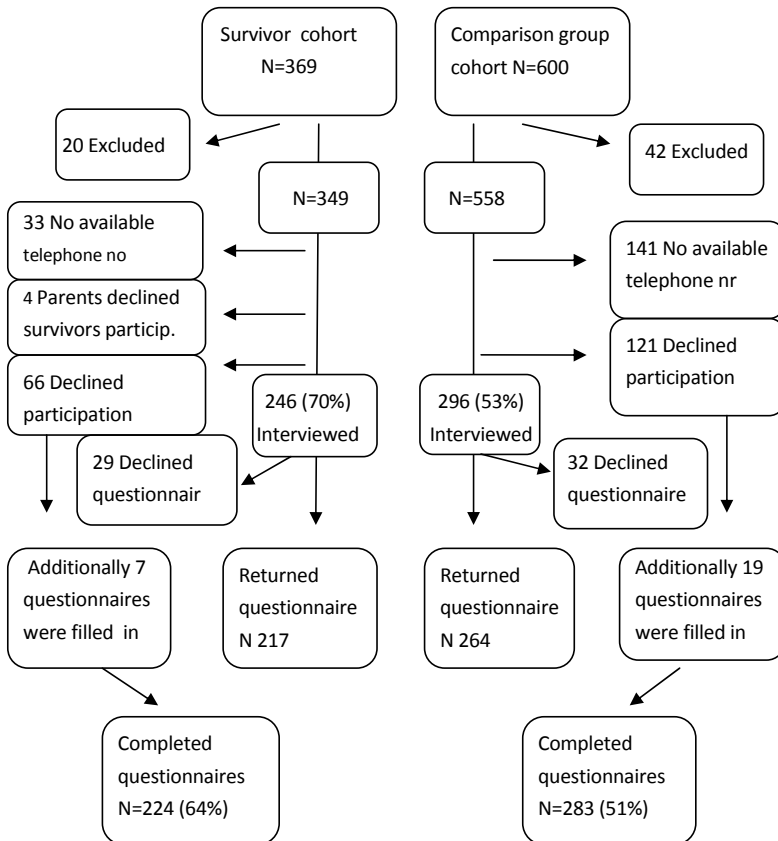 Survivor cohort
N=369
Comparison group
cohort N=600
20 Excluded
42 Excluded
N=349
N=558
33 No available
telephone no
141 No available
telephone nr
4 Parents declined
survivors particip.
121 Declined
participation
66 Declined
participation
246 (70%)
Interviewed
296 (53%)
Interviewed
29 Declined
questionnair
32 Declined
questionnaire
Additionally 7
questionnaires
were filled in
Returned
questionnaire
N 217
Returned
questionnaire
N 264
Additionally 19
questionnaires
were filled in
Completed
questionnaires
N=224 (64%)
Completed
questionnaires
N=283 (51%)